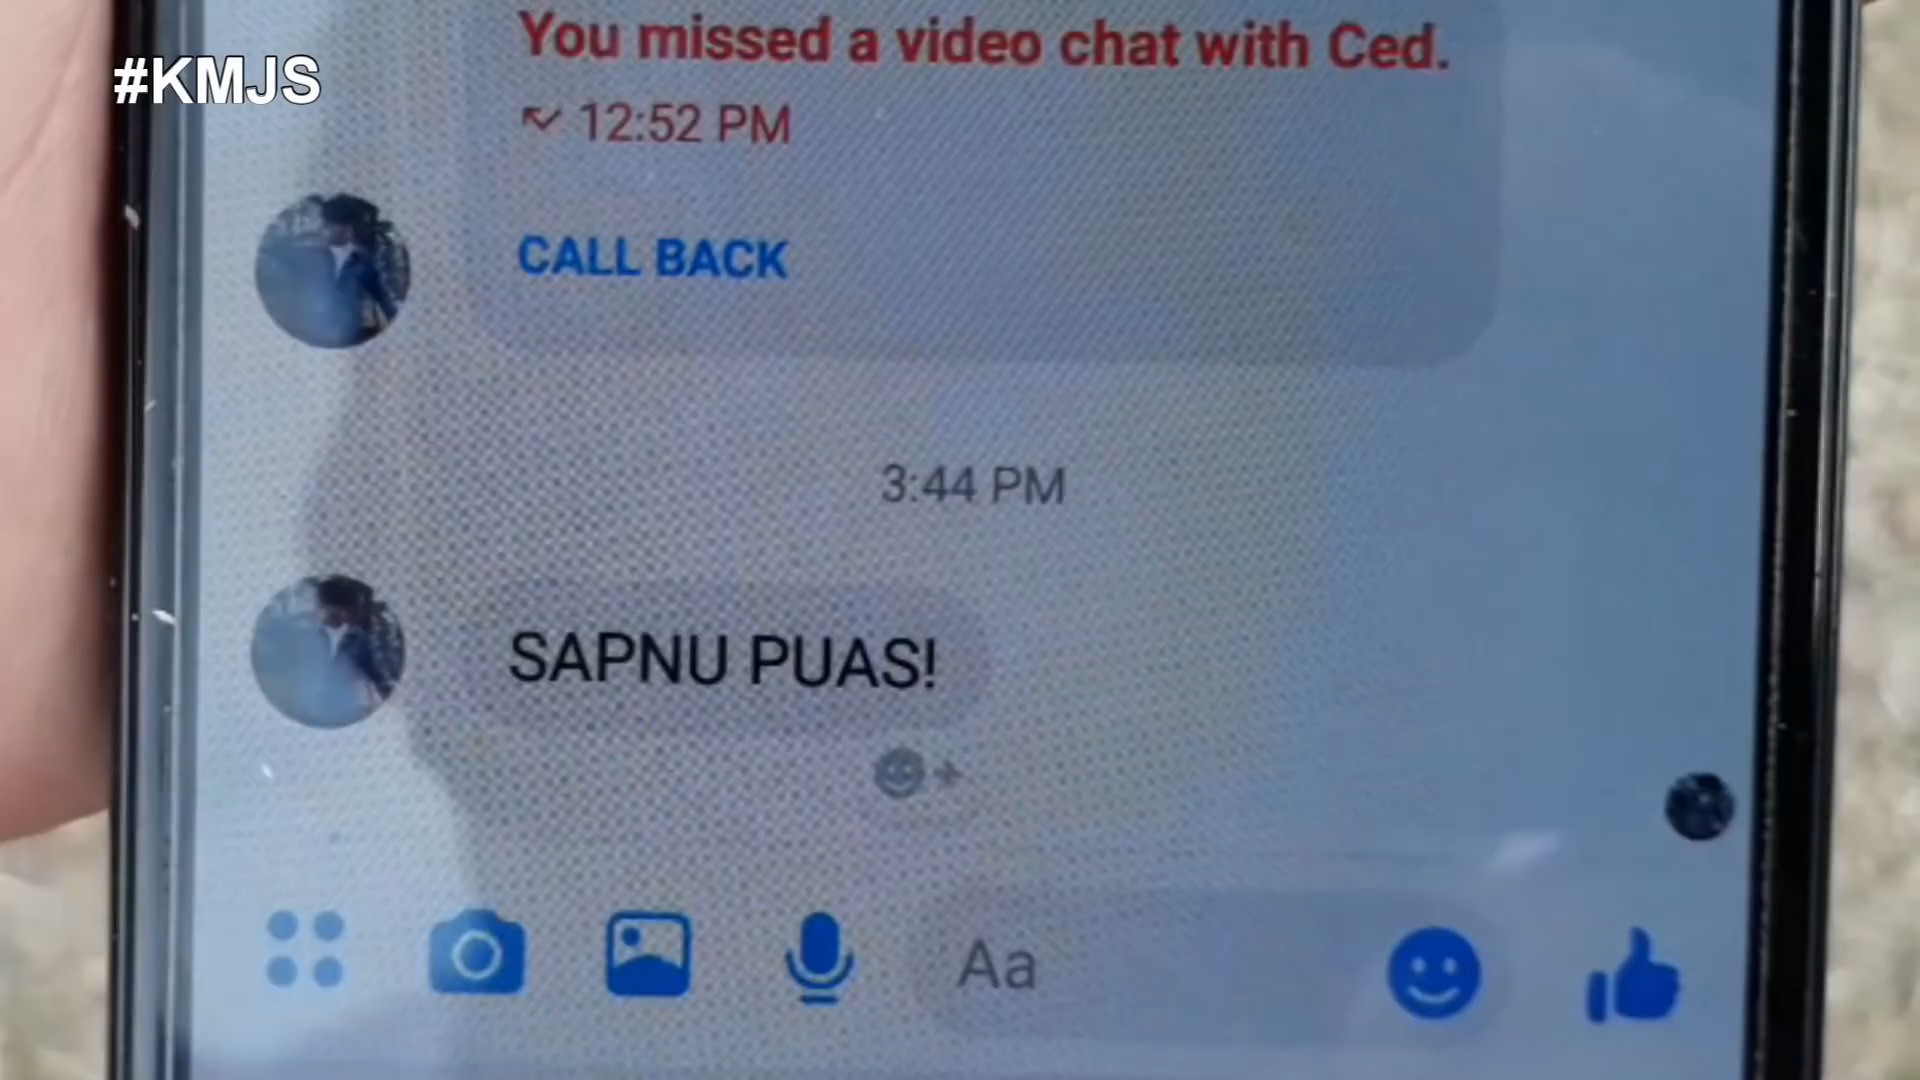 #KMJS
You missed a video chat with Ced.
12:52 PM
CALL BACK
3:44 PM
SAPNU PUAS!
Aa